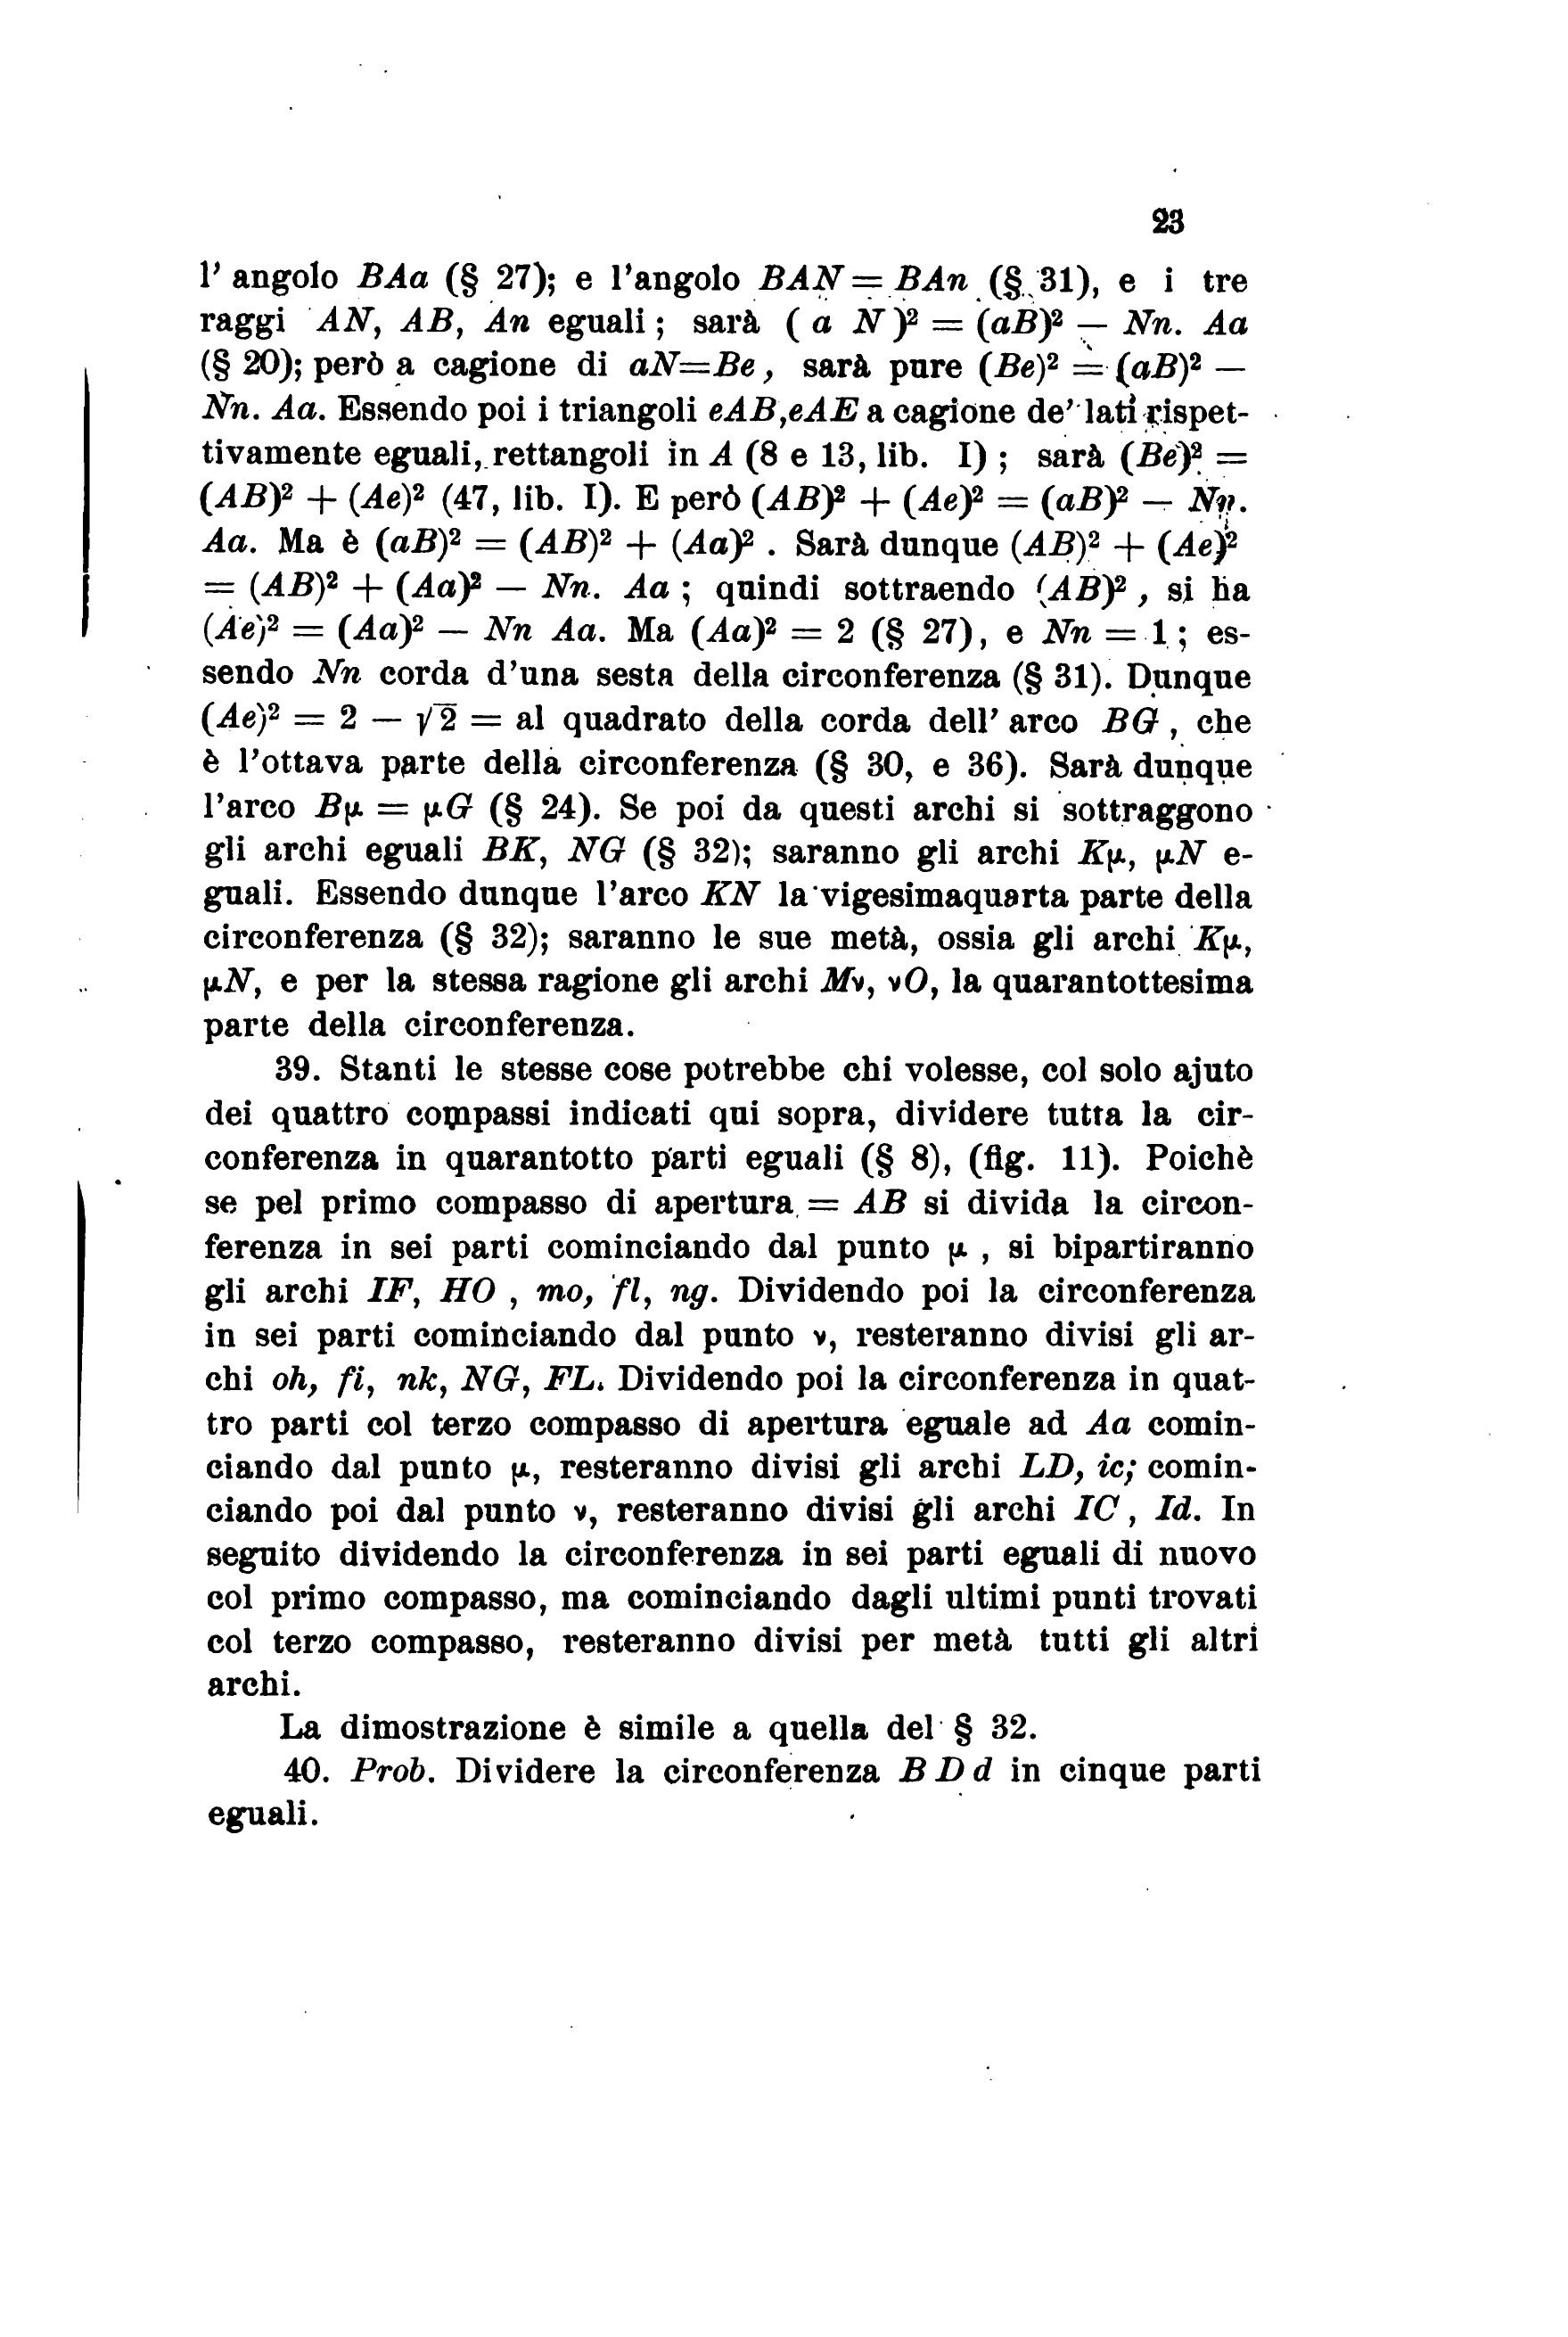 23
l' angolo BAa (§ 27); e l'angolo BAN = BAn (§ 31), e i tre
raggi AN, AB, An eguali ; sarà ( a N )² = (aB)² — Nn. Aa
(§ 20); però a cagione di aN=Be, sarà pure (Be)² = (aB)² —
Nn. Aa. Essendo poi i triangoli eAB,eAE a cagione de' lati rispet-
tivamente eguali, rettangoli in A (8 e 13, lib. I) ; sarà (Be)² =
(AB)² + (Ae)² (47, lib. I). E però (AB)² + (Ae)² = (aB)² — Nn.
Aa. Ma è (aB)² = (AB)² + (Aa)² . Sarà dunque (AB)² + (Ae)²
= (AB)² + (Aa)² — Nn. Aa ; quindi sottraendo (AB)² , si ha
(Ae)² = (Aa)² — Nn Aa. Ma (Aa)² = 2 (§ 27), e Nn = 1 ; es-
sendo Nn corda d'una sesta della circonferenza (§ 31). Dunque
(Ae)² = 2 — √2 = al quadrato della corda dell' arco BG , che
è l'ottava parte della circonferenza (§ 30, e 36). Sarà dunque
l'arco Bμ = μG (§ 24). Se poi da questi archi si sottraggono
gli archi eguali BK, NG (§ 32); saranno gli archi Kμ, μN e-
guali. Essendo dunque l'arco KN la vigesimaquarta parte della
circonferenza (§ 32); saranno le sue metà, ossia gli archi Kμ,
μN, e per la stessa ragione gli archi Mν, νO, la quarantottesima
parte della circonferenza.
39. Stanti le stesse cose potrebbe chi volesse, col solo ajuto
dei quattro compassi indicati qui sopra, dividere tutta la cir-
conferenza in quarantotto parti eguali (§ 8), (fig. 11). Poichè
se pel primo compasso di apertura = AB si divida la circon-
ferenza in sei parti cominciando dal punto μ , si bipartiranno
gli archi IF, HO , mo, fl, ng. Dividendo poi la circonferenza
in sei parti cominciando dal punto ν, resteranno divisi gli ar-
chi oh, fi, nk, NG, FL. Dividendo poi la circonferenza in quat-
tro parti col terzo compasso di apertura eguale ad Aa comin-
ciando dal punto μ, resteranno divisi gli archi LD, ic; comin-
ciando poi dal punto ν, resteranno divisi gli archi IC, Id. In
seguito dividendo la circonferenza in sei parti eguali di nuovo
col primo compasso, ma cominciando dagli ultimi punti trovati
col terzo compasso, resteranno divisi per metà tutti gli altri
archi.
La dimostrazione è simile a quella del § 32.
40. Prob. Dividere la circonferenza B D d in cinque parti
eguali.